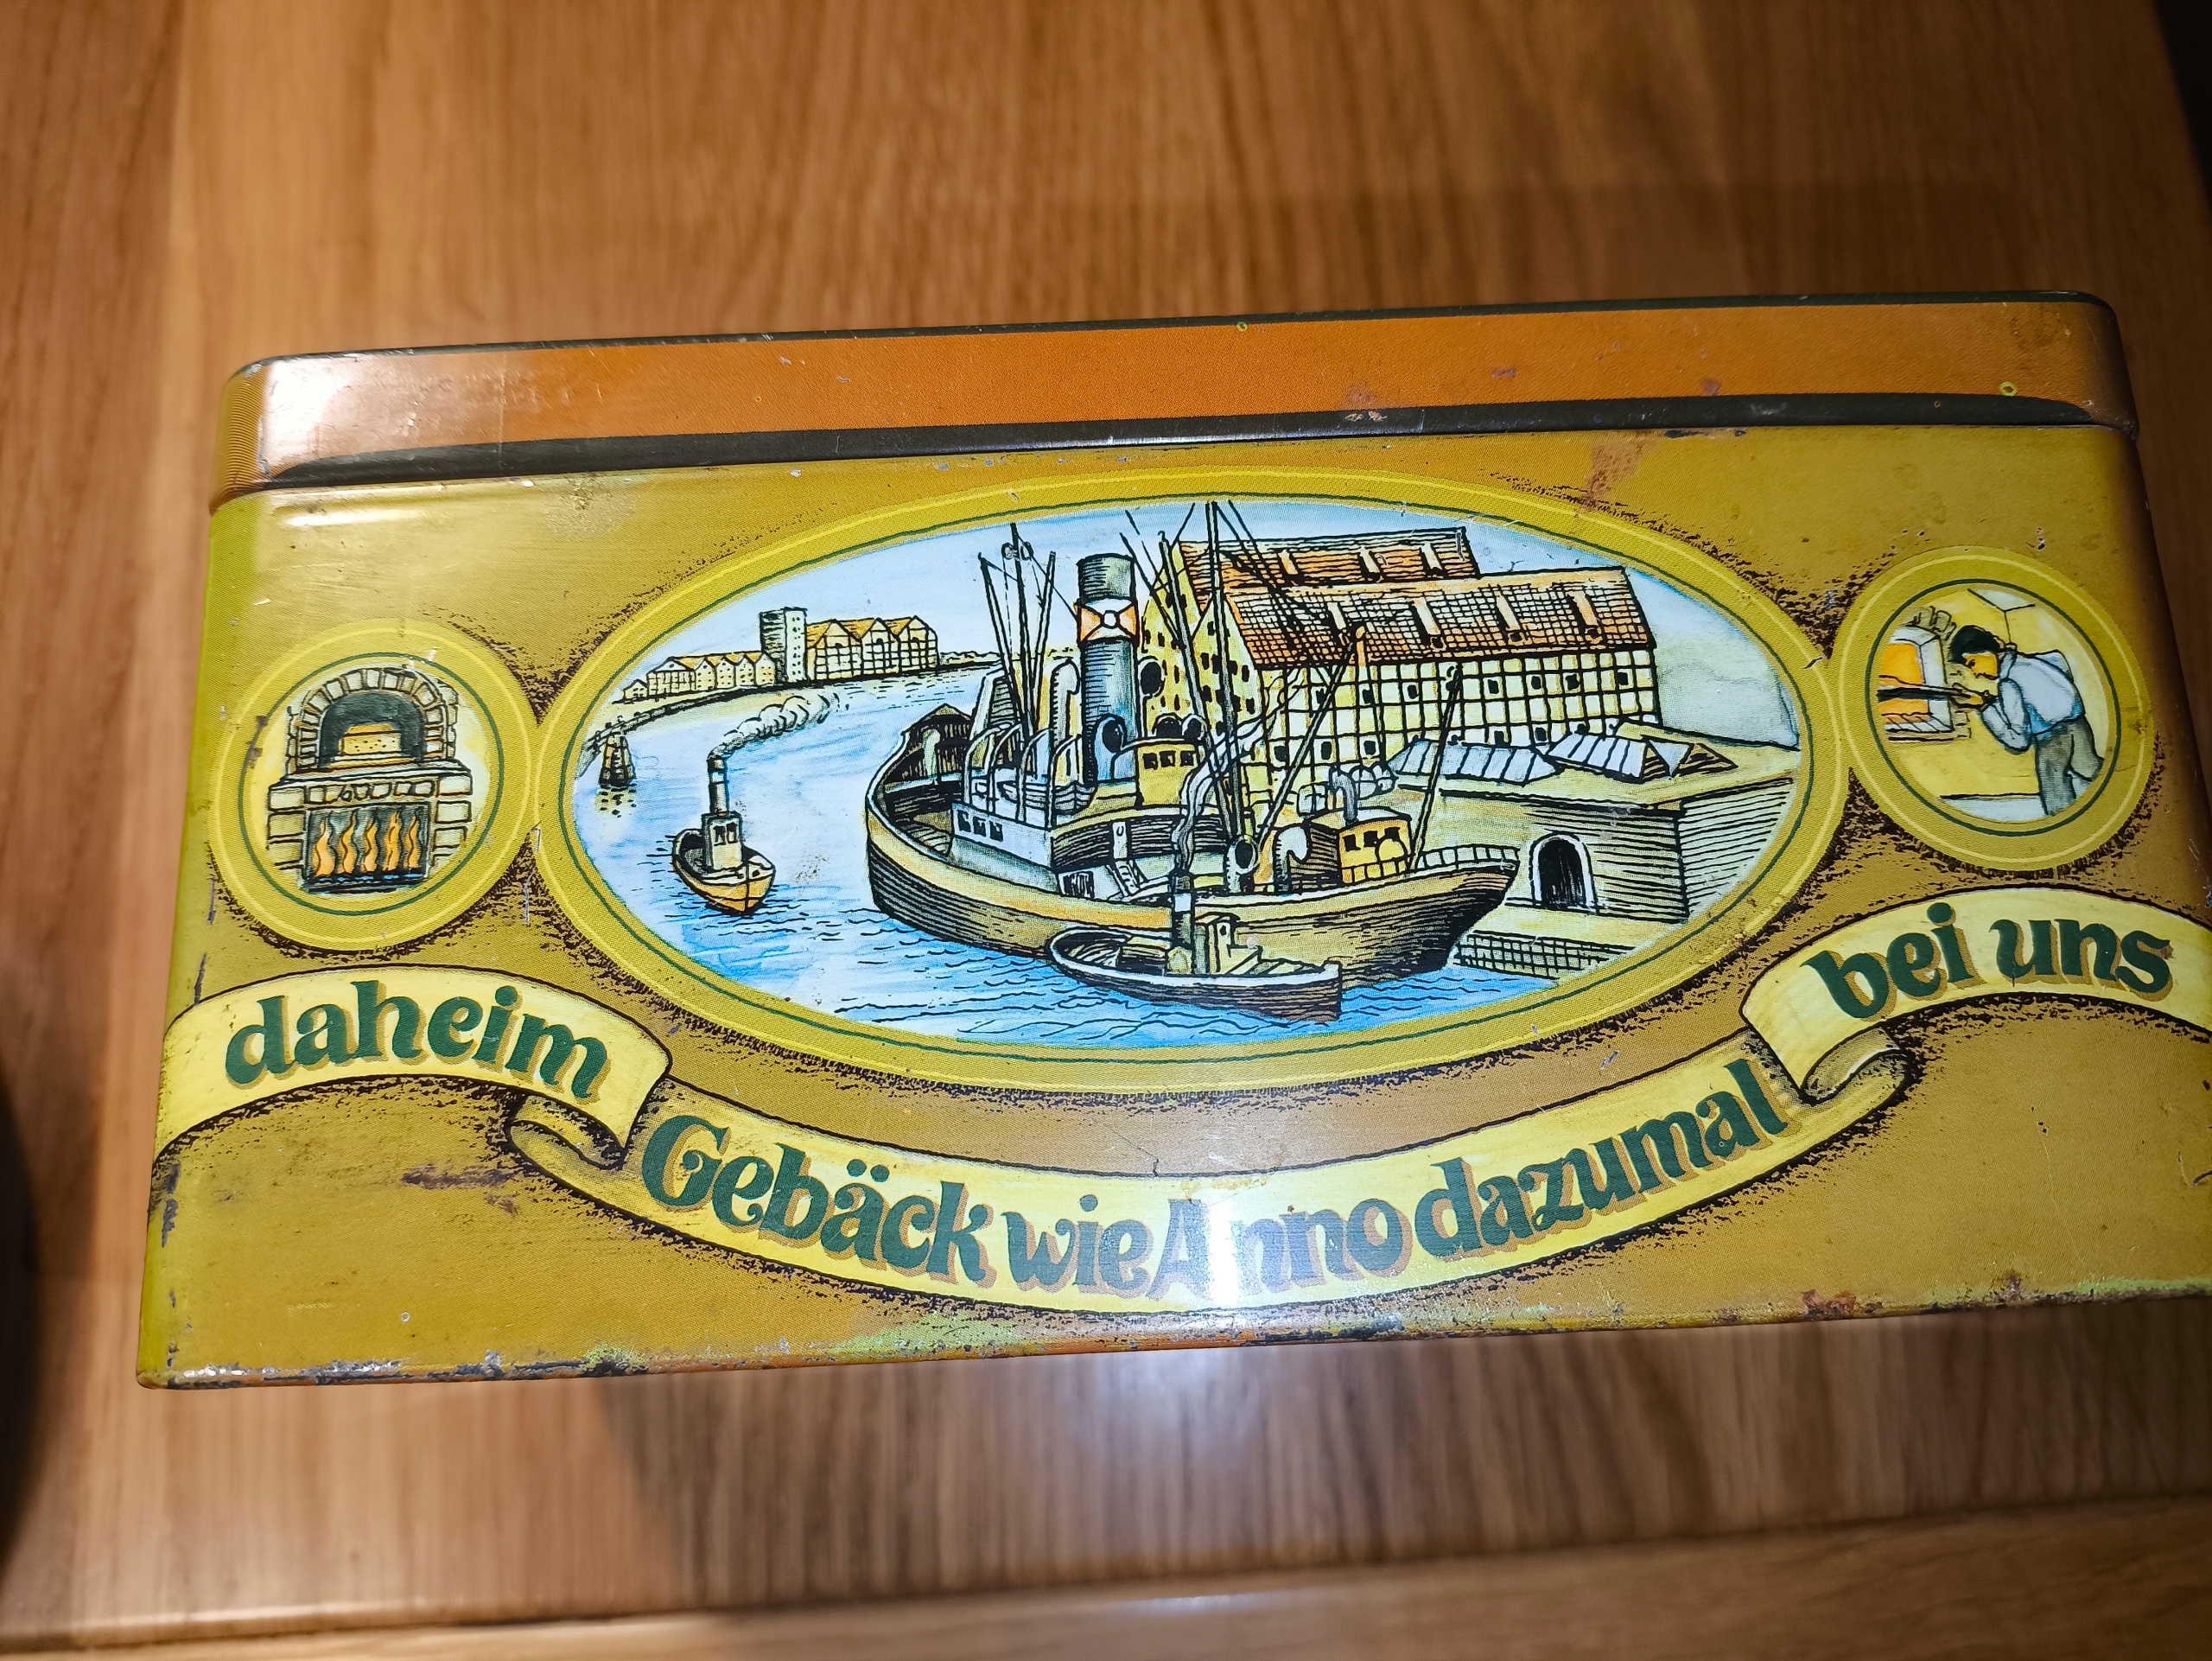 daheim
Gebäck wie Anno dazumal
bei uns